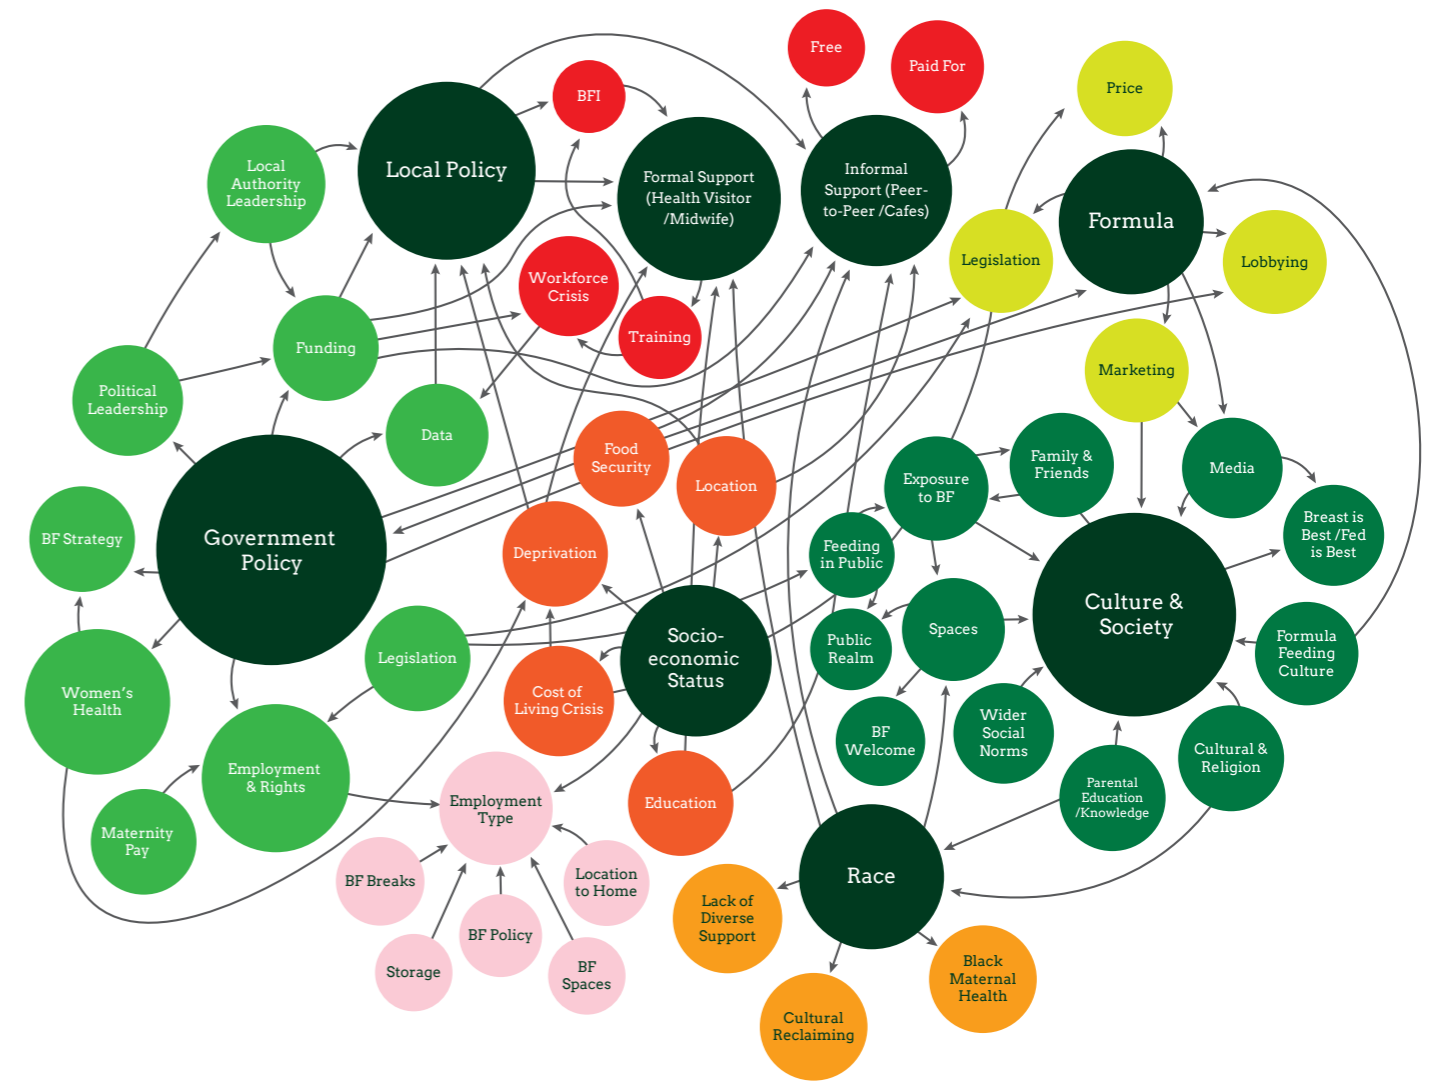 Free
Paid For
Price
BFI
Local Policy
Local
Authority
Leadership
Formal Support
(Health Visitor
/Midwife)
Informal
Support (Peer-
to-Peer /Cafes)
Formula
Legislation
Lobbying
Workforce
Crisis
Training
Funding
Marketing
Political
Leadership
Data
Food
Security
Location
Exposure
to BF
Family &
Friends
Media
Breast is
Best /Fed
is Best
BF Strategy
Government
Policy
Deprivation
Feeding
in Public
Culture &
Society
Legislation
Socio-
economic
Status
Public
Realm
Spaces
Formula
Feeding
Culture
Women's
Health
Cost of
Living Crisis
BF
Welcome
Wider
Social
Norms
Cultural &
Religion
Employment
& Rights
Employment
Type
Education
Parental
Education
/Knowledge
Maternity
Pay
BF Breaks
Location
to Home
Race
Lack of
Diverse
Support
BF Policy
Storage
BF
Spaces
Black
Maternal
Health
Cultural
Reclaiming